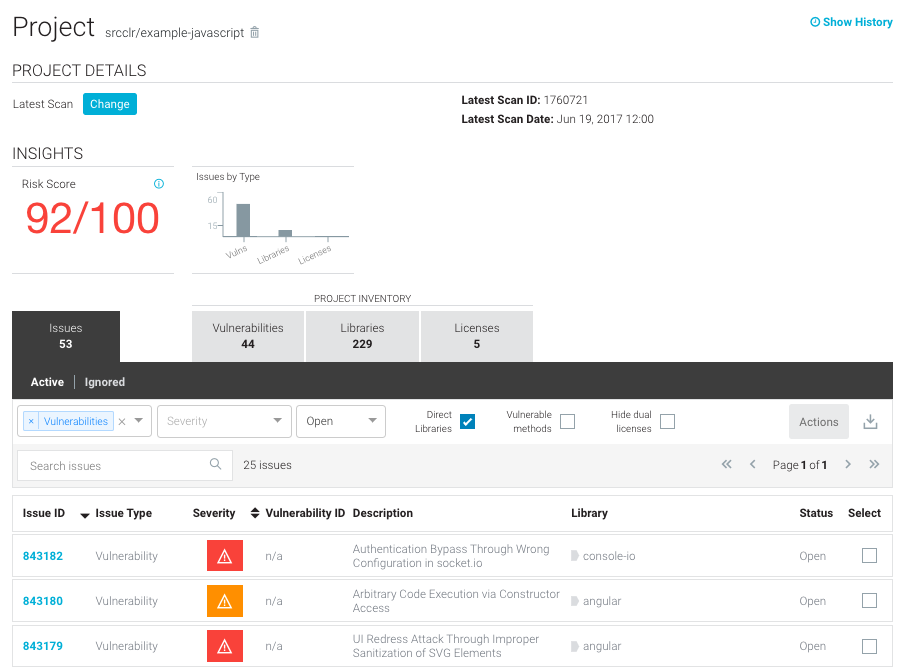 Project srcclr/example-javascript
Show History
PROJECT DETAILS
Latest Scan Change
Latest Scan ID: 1760721
Latest Scan Date: Jun 19, 2017 12:00
INSIGHTS
Risk Score
92/100
Issues by Type
60
15
Vulns Libraries Licenses
PROJECT INVENTORY
Issues
53
Vulnerabilities
44
Libraries
229
Licenses
5
Active Ignored
× Vulnerabilities × Severity Open
Direct Libraries
Vulnerable methods
Hide dual licenses
Actions
Search issues 25 issues « ‹ Page 1 of 1 › »
Issue ID Issue Type Severity Vulnerability ID Description Library Status Select
843182 Vulnerability n/a Authentication Bypass Through Wrong
Configuration in socket.io console-io Open
843180 Vulnerability n/a Arbitrary Code Execution via Constructor
Access angular Open
843179 Vulnerability n/a UI Redress Attack Through Improper
Sanitization of SVG Elements angular Open